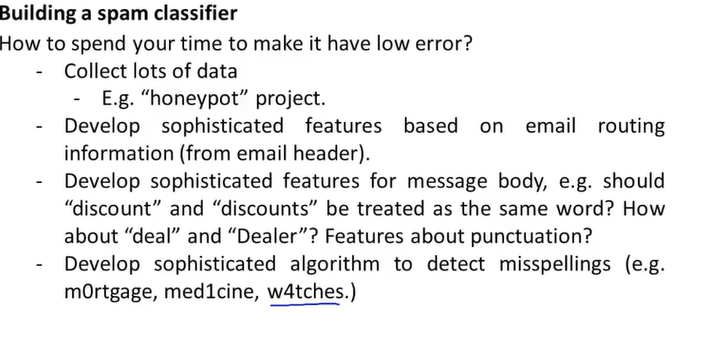 Building a spam classifier
How to spend your time to make it have low error?
- Collect lots of data
- E.g. “honeypot” project.
- Develop sophisticated features based on email routing
information (from email header).
- Develop sophisticated features for message body, e.g. should
“discount” and “discounts” be treated as the same word? How
about “deal” and “Dealer”? Features about punctuation?
- Develop sophisticated algorithm to detect misspellings (e.g.
m0rtgage, med1cine, w4tches.)